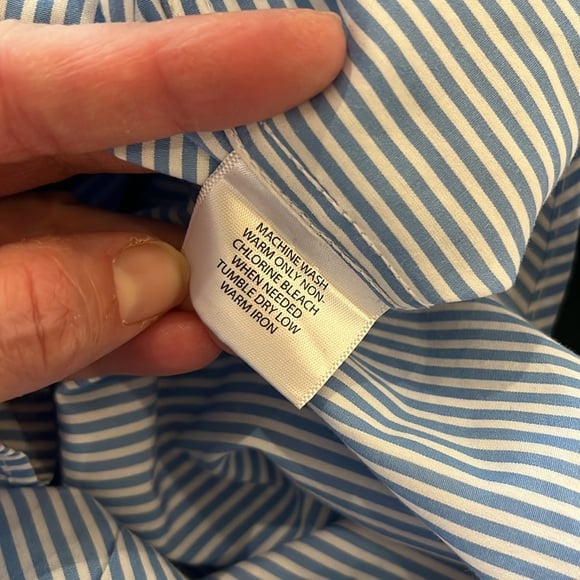 MACHINE WASH
WARM ONLY NON-
CHLORINE BLEACH
WHEN NEEDED
TUMBLE DRY LOW
WARM IRON